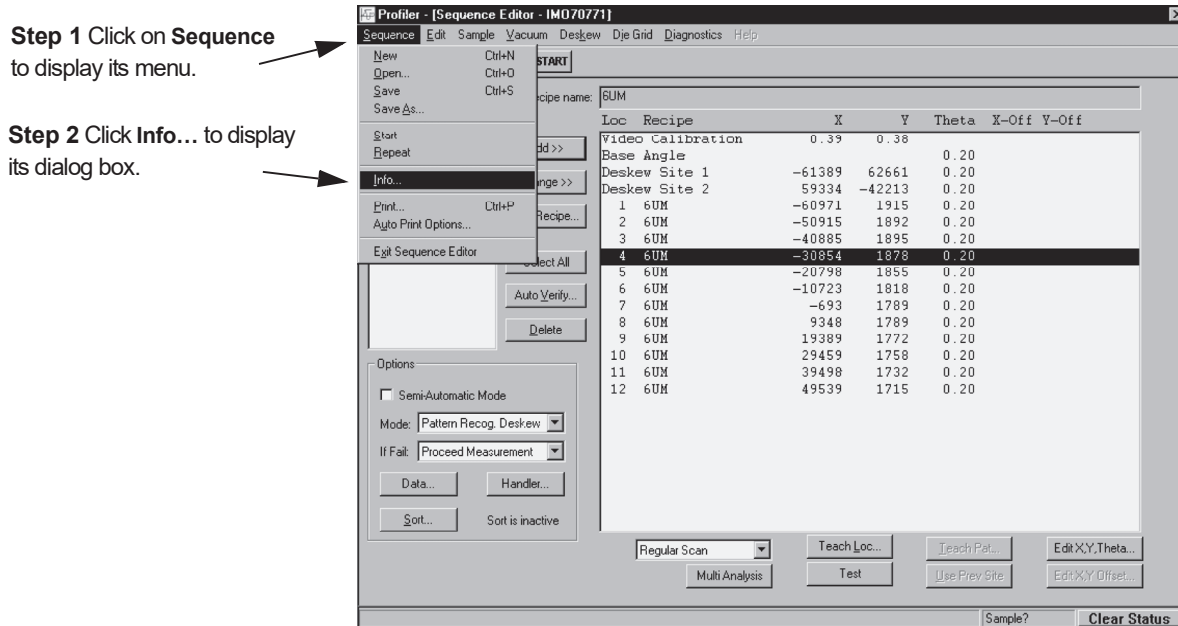 Step 1 Click on Sequence
to display its menu.
Step 2 Click Info… to display
its dialog box.
Profiler - [Sequence Editor - IMO70771]
Sequence Edit Sample Vacuum Deskew Die Grid Diagnostics Help
New Ctrl+N
Open... Ctrl+O
Save Ctrl+S
Save As...
Start
Repeat
Info...
Print... Ctrl+P
Auto Print Options...
Exit Sequence Editor
START
ecipe name: 6UM
dd >>
nge >>
Recipe...
Select All
Auto Verify...
Delete
Loc Recipe X Y Theta X-Off Y-Off
Video Calibration 0.39 0.38
Base Angle 0.20
Deskew Site 1 -61389 62661 0.20
Deskew Site 2 59334 -42213 0.20
1 6UM -60971 1915 0.20
2 6UM -50915 1892 0.20
3 6UM -40885 1895 0.20
4 6UM -30854 1878 0.20
5 6UM -20798 1855 0.20
6 6UM -10723 1818 0.20
7 6UM -693 1789 0.20
8 6UM 9348 1789 0.20
9 6UM 19389 1772 0.20
10 6UM 29459 1758 0.20
11 6UM 39498 1732 0.20
12 6UM 49539 1715 0.20
Options
Semi-Automatic Mode
Mode: Pattern Recog. Deskew
If Fail: Proceed Measurement
Data... Handler...
Sort... Sort is inactive
Regular Scan Teach Loc... Teach Pat... Edit X,Y,Theta...
Multi Analysis Test Use Prev Site Edit X,Y Offset...
Sample? Clear Status